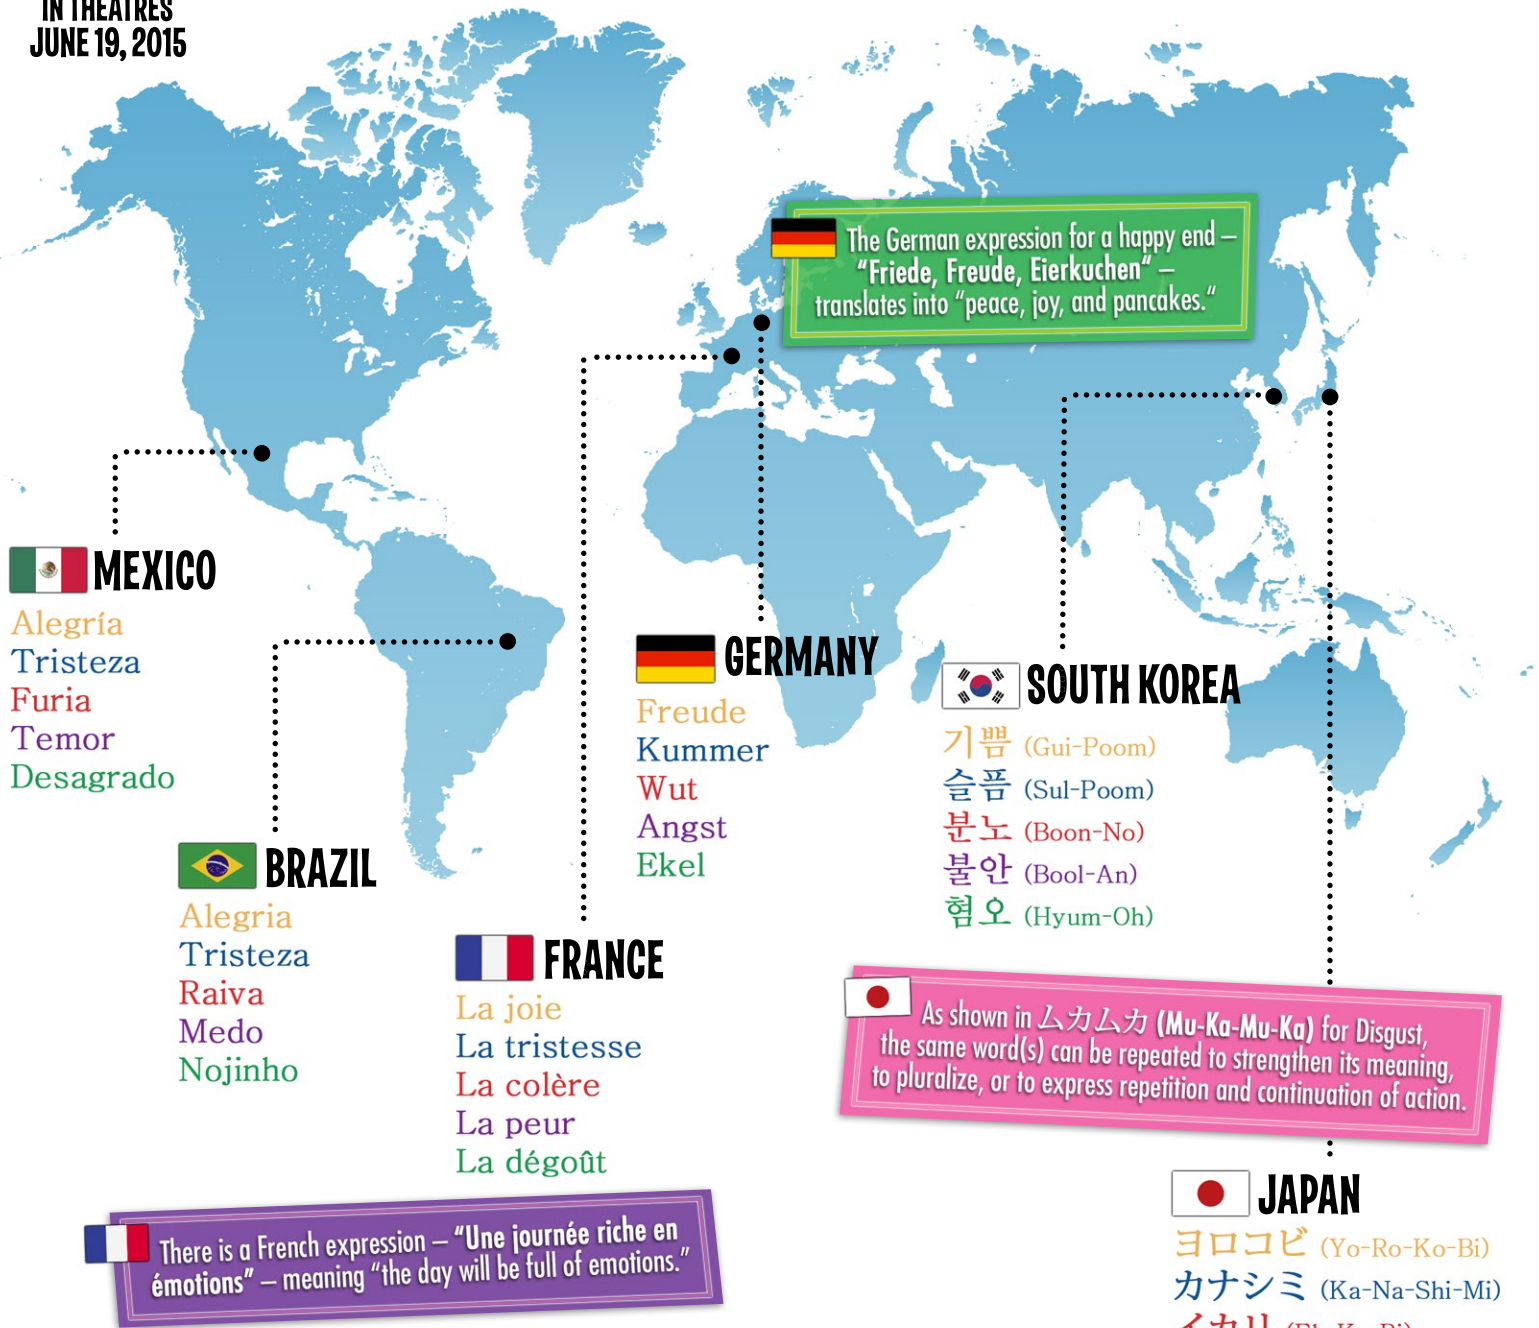 IN THEATRES
JUNE 19, 2015
The German expression for a happy end –
“Friede, Freude, Eierkuchen“ –
translates into “peace, joy, and pancakes.“
MEXICO
Alegría
Tristeza
Furia
Temor
Desagrado
BRAZIL
Alegria
Tristeza
Raiva
Medo
Nojinho
FRANCE
La joie
La tristesse
La colère
La peur
La dégoût
GERMANY
Freude
Kummer
Wut
Angst
Ekel
SOUTH KOREA
기쁨 (Gui-Poom)
슬픔 (Sul-Poom)
분노 (Boon-No)
불안 (Bool-An)
혐오 (Hyum-Oh)
As shown in ムカムカ (Mu-Ka-Mu-Ka) for Disgust,
the same word(s) can be repeated to strengthen its meaning,
to pluralize, or to express repetition and continuation of action.
There is a French expression – “Une journée riche en
émotions” – meaning “the day will be full of emotions.”
JAPAN
ヨロコビ (Yo-Ro-Ko-Bi)
カナシミ (Ka-Na-Shi-Mi)
イカリ